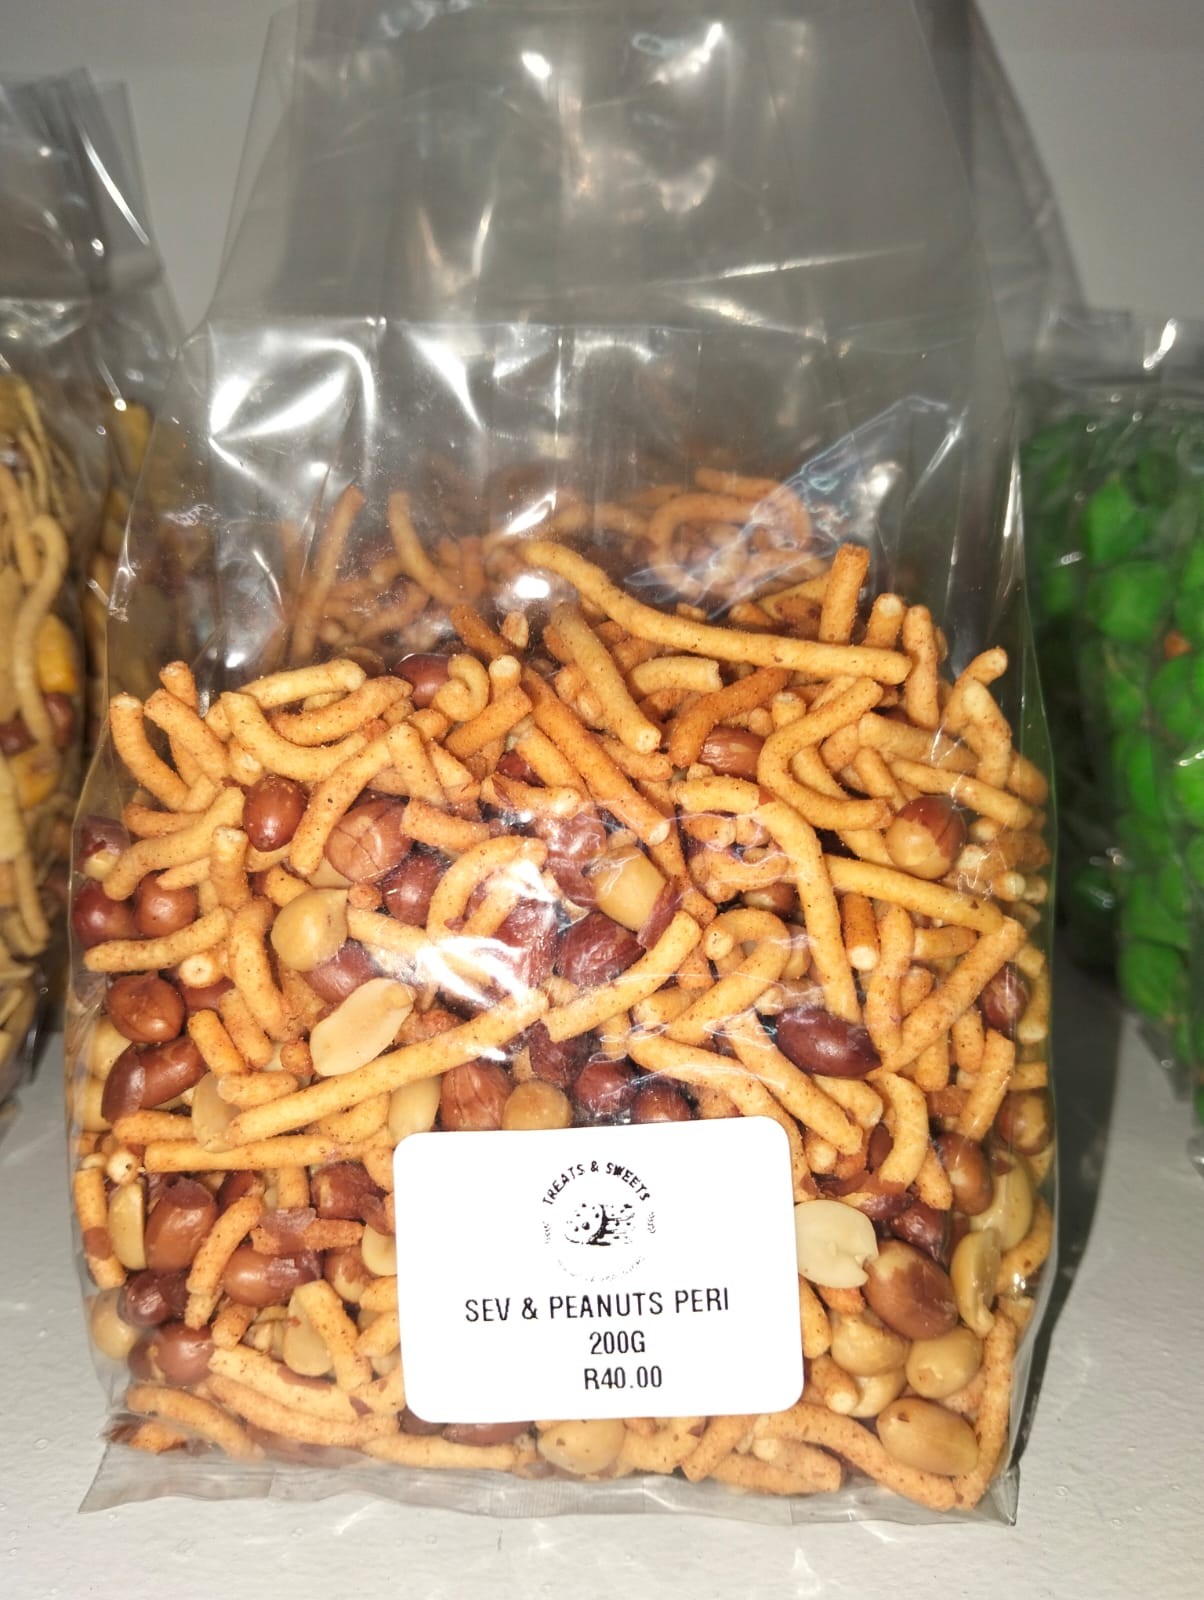 TREATS & SWEETS
SEV & PEANUTS PERI
200G
R40.00